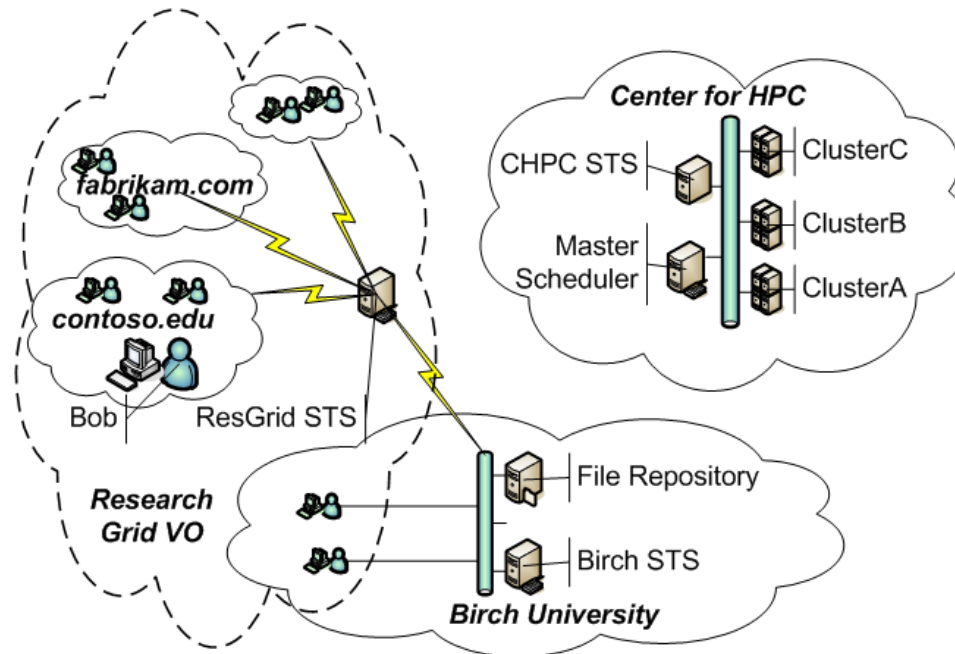 Center for HPC
CHPC STS
ClusterC
ClusterB
Master
Scheduler
ClusterA
fabrikam.com
contoso.edu
Bob
ResGrid STS
Research
Grid VO
File Repository
Birch STS
Birch University